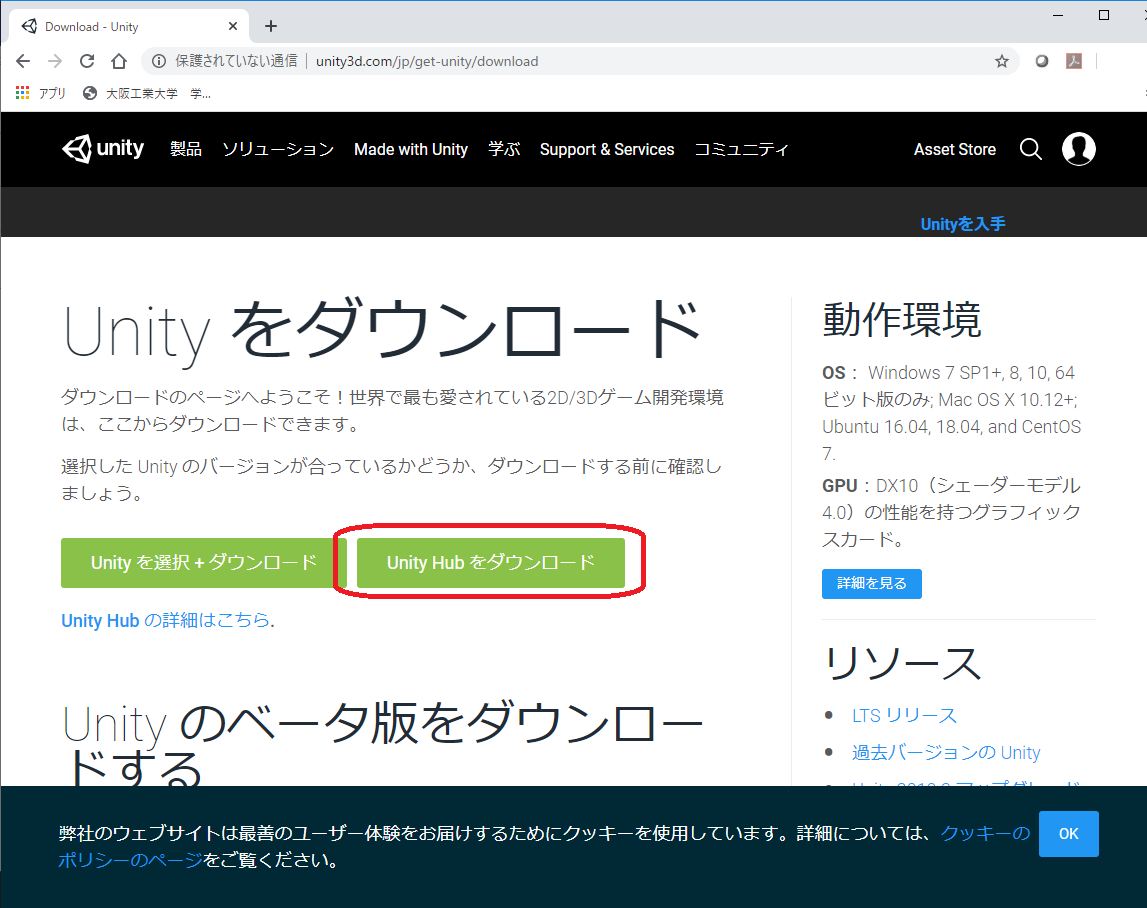 Download - Unity
保護されていない通信 unity3d.com/jp/get-unity/download
アプリ 大阪工業大学 学...
unity 製品 ソリューション Made with Unity 学ぶ Support & Services コミュニティ Asset Store
Unityを入手
Unity をダウンロード
ダウンロードのページへようこそ！世界で最も愛されている2D/3Dゲーム開発環境
は、ここからダウンロードできます。
選択した Unity のバージョンが合っているかどうか、ダウンロードする前に確認し
ましょう。
Unity を選択 + ダウンロード
Unity Hub をダウンロード
Unity Hub の詳細はこちら.
Unity のベータ版をダウンロー
ドする
動作環境
OS： Windows 7 SP1+, 8, 10, 64
ビット版のみ; Mac OS X 10.12+;
Ubuntu 16.04, 18.04, and CentOS
7.
GPU：DX10（シェーダーモデル
4.0）の性能を持つグラフィック
スカード。
詳細を見る
リソース
LTS リリース
過去バージョンの Unity
弊社のウェブサイトは最善のユーザー体験をお届けするためにクッキーを使用しています。詳細については、クッキーの
ポリシーのページをご覧ください。
OK